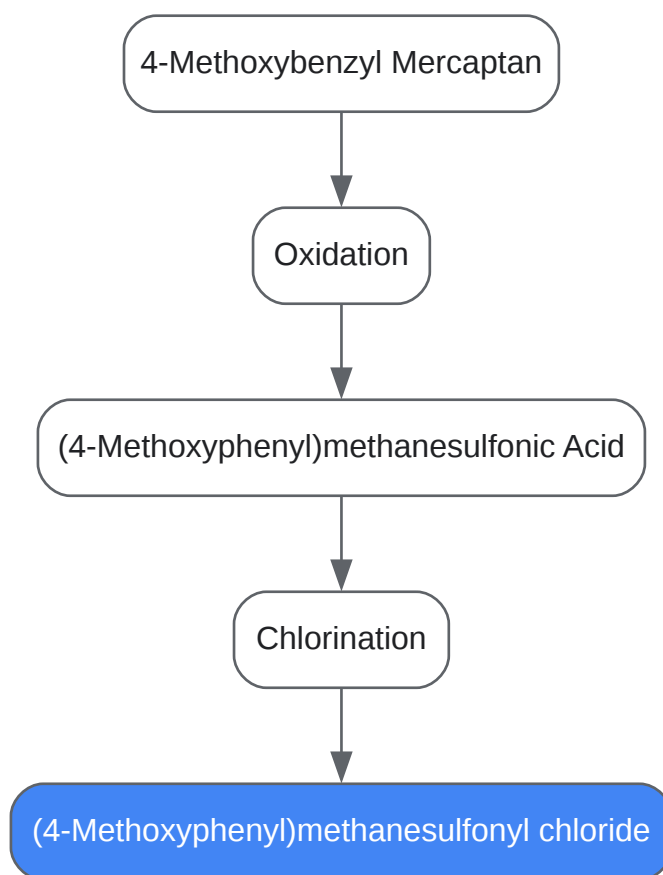 4-Methoxybenzyl Mercaptan
Oxidation
(4-Methoxyphenyl)methanesulfonic Acid
Chlorination
(4-Methoxyphenyl)methanesulfonyl chloride